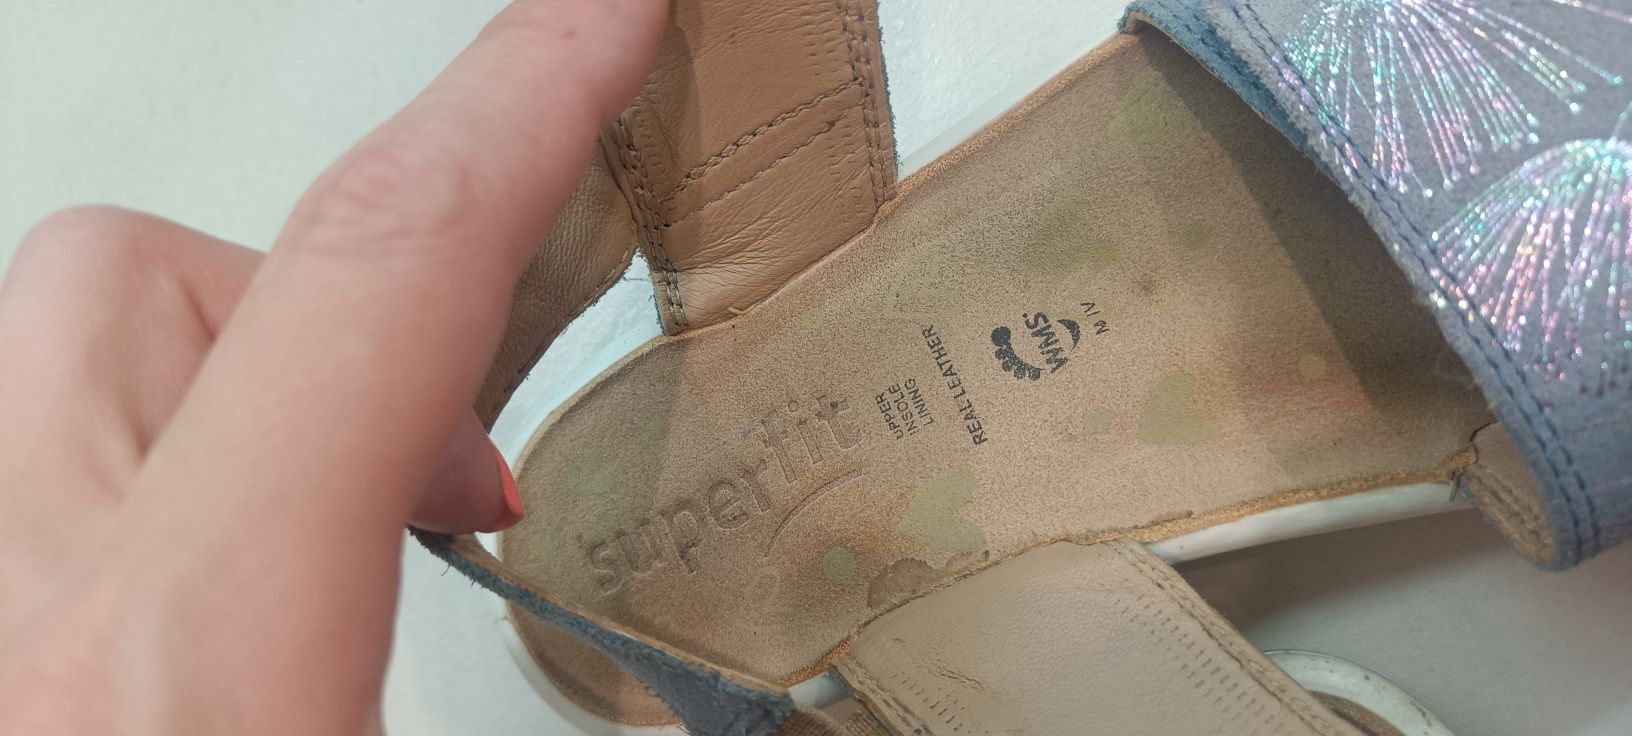 superfit
UPPER
INSOLE
LINING
REAL LEATHER
WMS
M IV